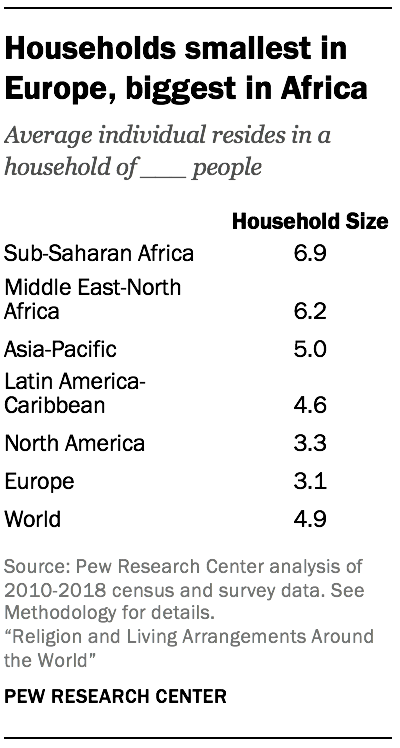 Households smallest in
Europe, biggest in Africa
Average individual resides in a
household of ____ people
Household Size
Sub-Saharan Africa 6.9
Middle East-North
Africa 6.2
Asia-Pacific 5.0
Latin America-
Caribbean 4.6
North America 3.3
Europe 3.1
World 4.9
Source: Pew Research Center analysis of
2010-2018 census and survey data. See
Methodology for details.
“Religion and Living Arrangements Around
the World”
PEW RESEARCH CENTER